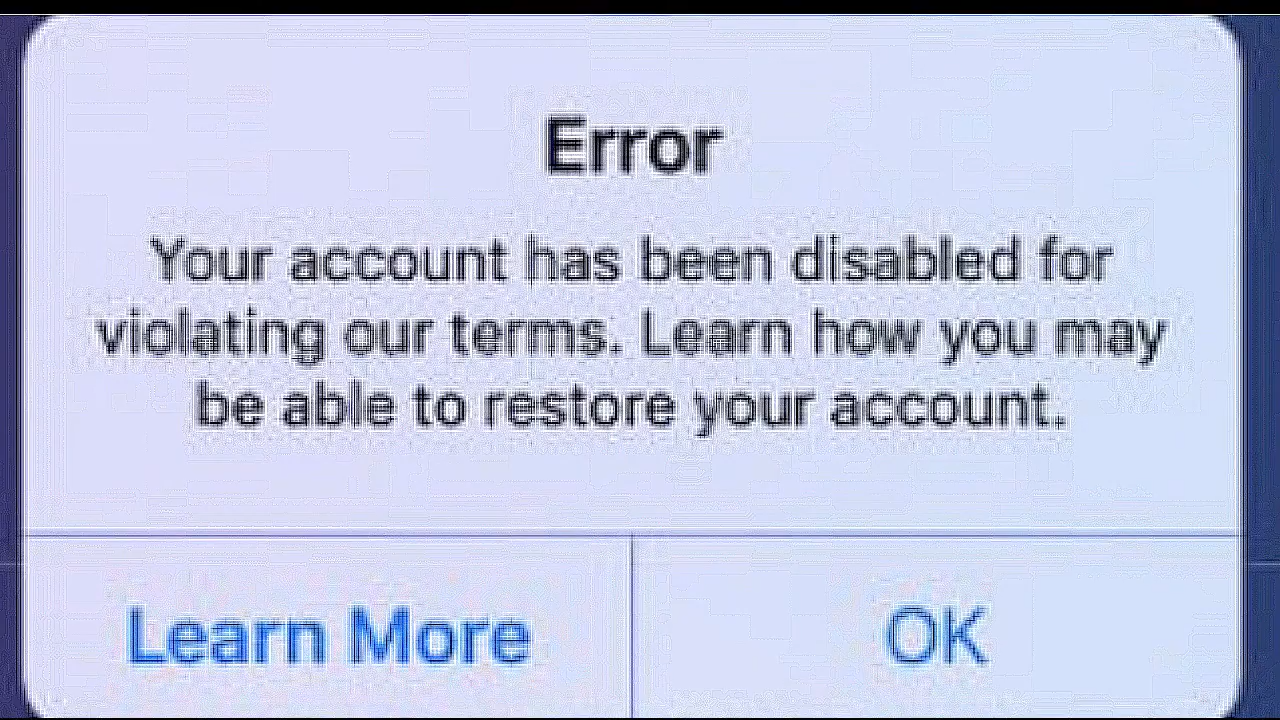 Error
Your account has been disabled for
violating our terms. Learn how you may
be able to restore your account.
Learn More
OK